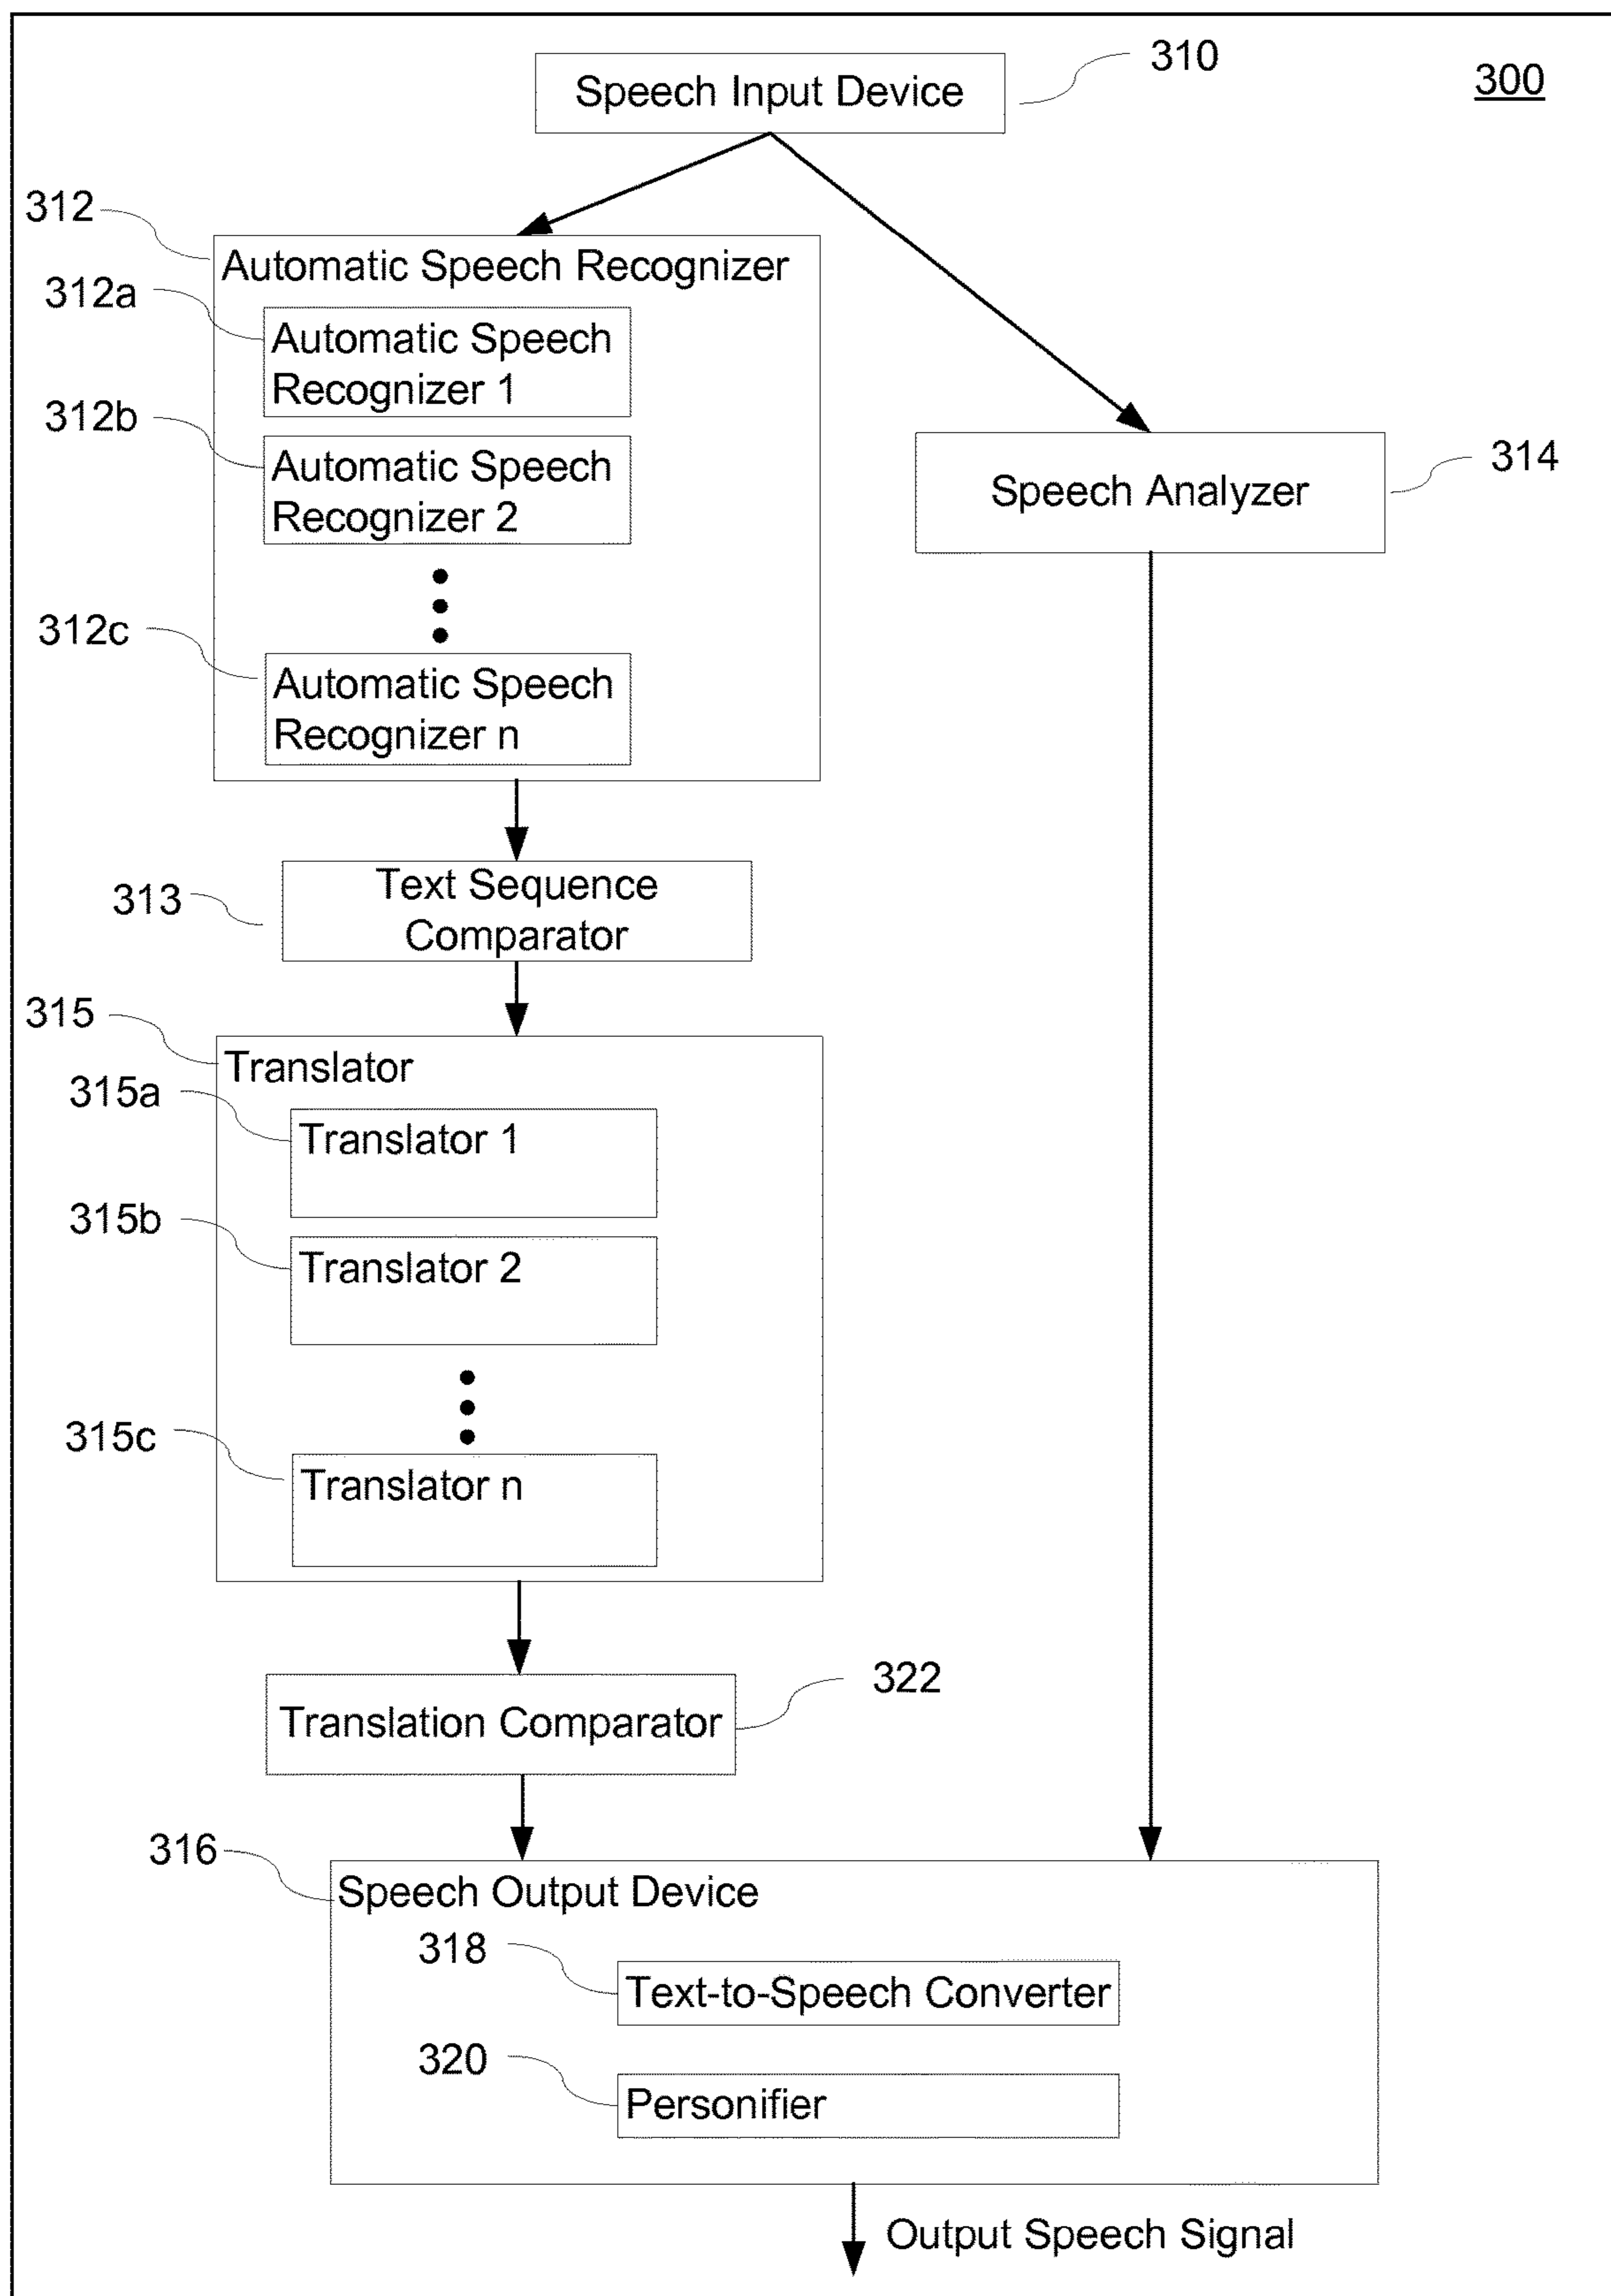 310
300
Speech Input Device
312
Automatic Speech Recognizer
312a
Automatic Speech
Recognizer 1
312b
Automatic Speech
Recognizer 2
314
Speech Analyzer
312c
Automatic Speech
Recognizer n
313
Text Sequence
Comparator
315
Translator
315a
Translator 1
315b
Translator 2
315c
Translator n
322
Translation Comparator
316
Speech Output Device
318
Text-to-Speech Converter
320
Personifier
Output Speech Signal